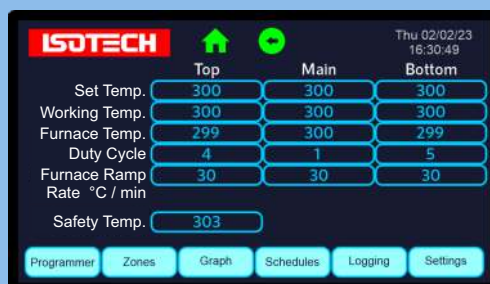 ISOTECH
Thu 02/02/23
16:30:49
Top Main Bottom
Set Temp. 300 300 300
Working Temp. 300 300 300
Furnace Temp. 299 300 299
Duty Cycle 4 1 5
Furnace Ramp 30 30 30
Rate °C / min
Safety Temp. 303
Programmer Zones Graph Schedules Logging Settings